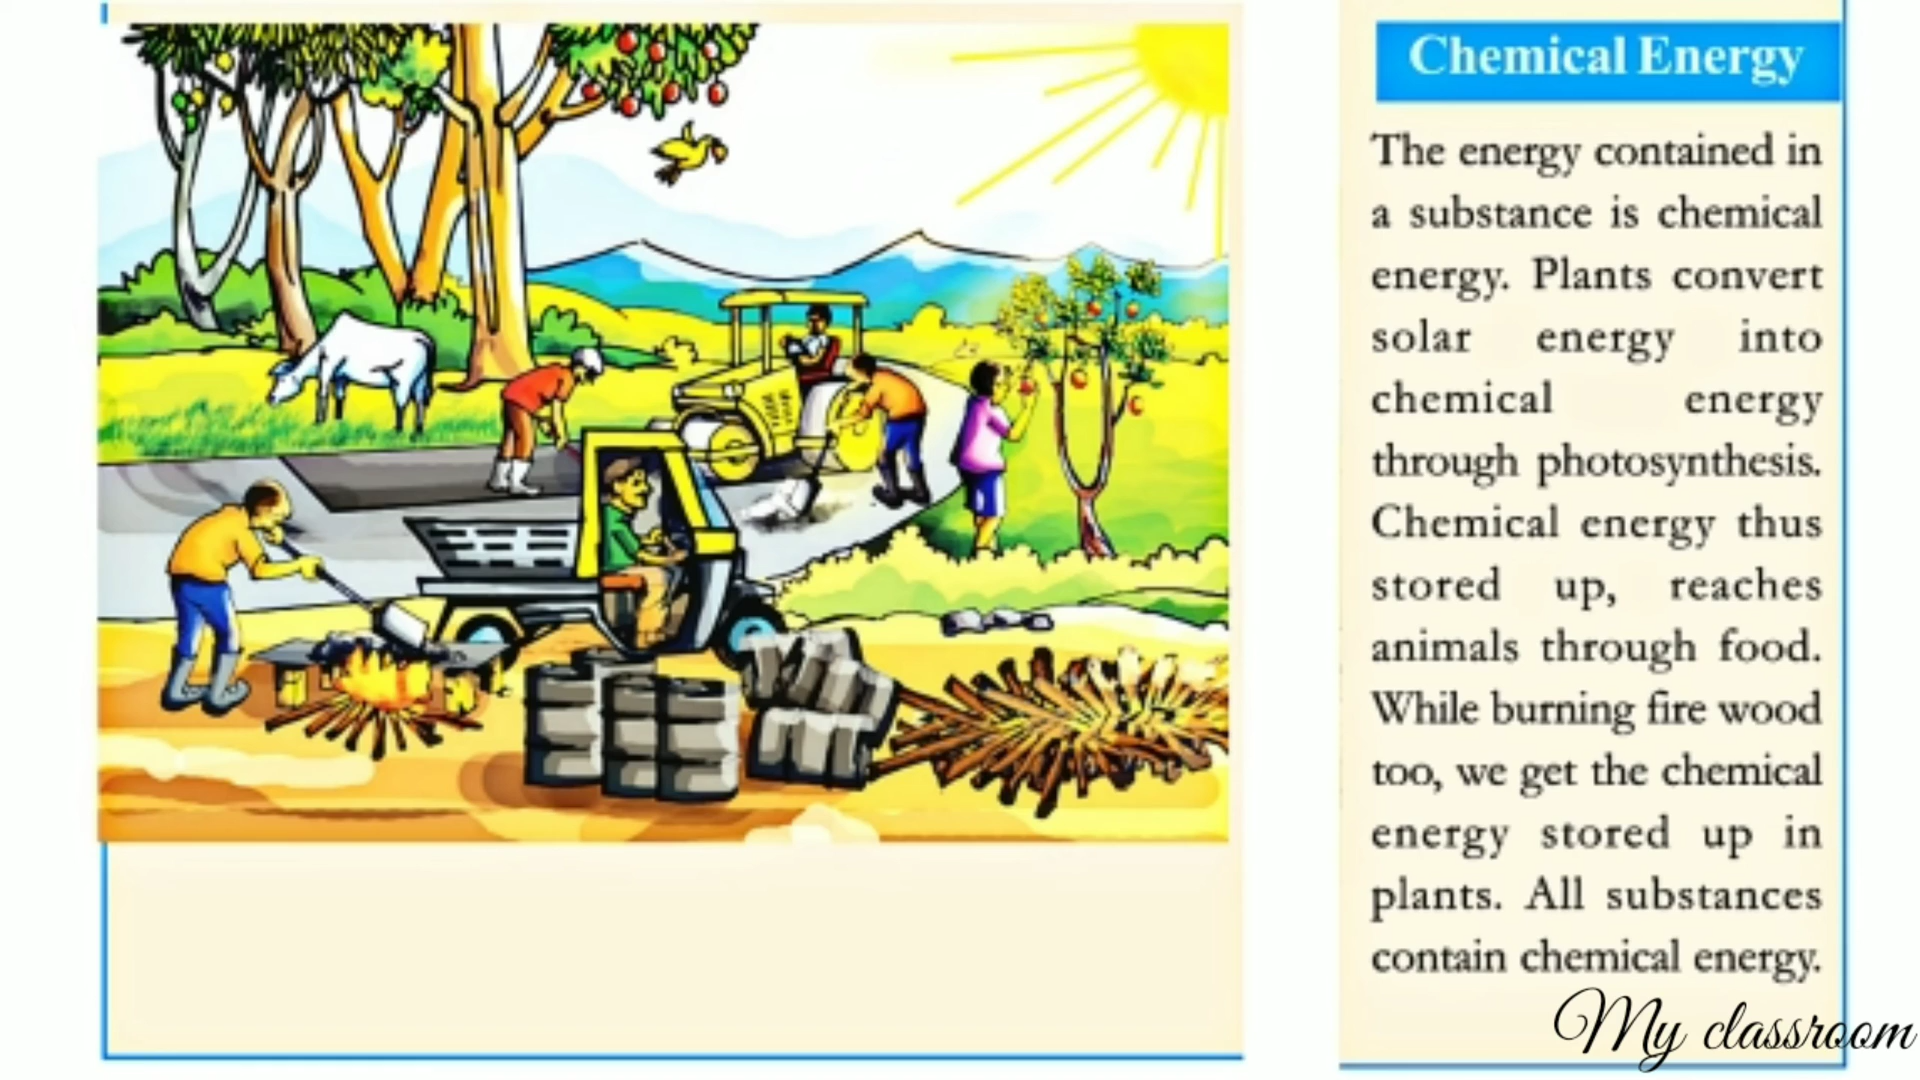 Chemical Energy
The energy contained in
a substance is chemical
energy. Plants convert
solar energy into
chemical energy
through photosynthesis.
Chemical energy thus
stored up, reaches
animals through food.
While burning fire wood
too, we get the chemical
energy stored up in
plants. All substances
contain chemical energy.
My classroom